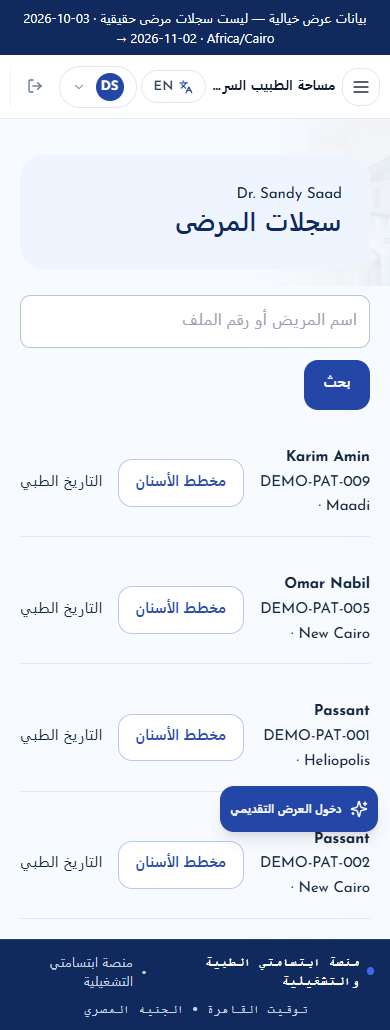 بيانات عرض خيالية — ليست سجلات مرضى حقيقية · 2026-10-03
→ 2026-11-02 · Africa/Cairo
مساحة الطبيب السر...
EN
DS
Dr. Sandy Saad
سجلات المرضى
اسم المريض أو رقم الملف
بحث
Karim Amin
DEMO-PAT-009
· Maadi
مخطط الأسنان
التاريخ الطبي
Omar Nabil
DEMO-PAT-005
· New Cairo
مخطط الأسنان
التاريخ الطبي
Passant
DEMO-PAT-001
· Heliopolis
مخطط الأسنان
التاريخ الطبي
دخول العرض التقديمي
Passant
DEMO-PAT-002
· New Cairo
مخطط الأسنان
التاريخ الطبي
منصة ابتسامتي الطبية
والتشغيلية
• منصة ابتسامتي
التشغيلية
توقيت القاهرة • الجنيه المصري